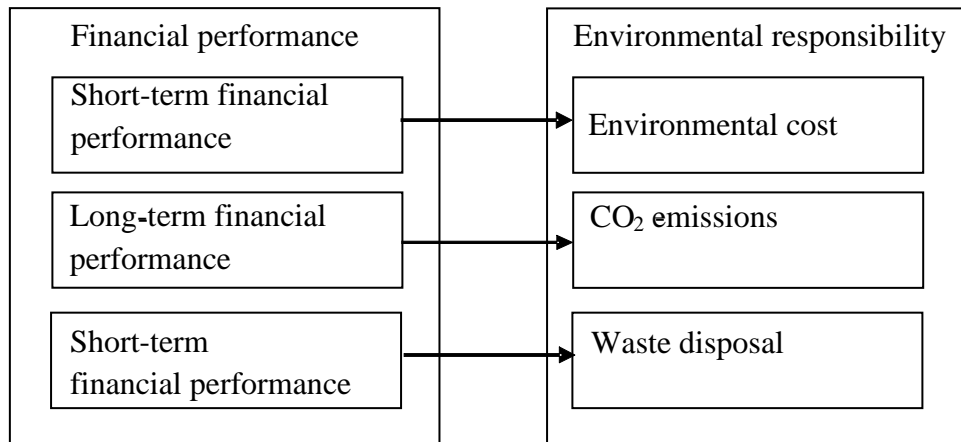 Financial performance
Short-term financial
performance
Long-term financial
performance
Short-term
financial performance
Environmental responsibility
Environmental cost
CO₂ emissions
Waste disposal